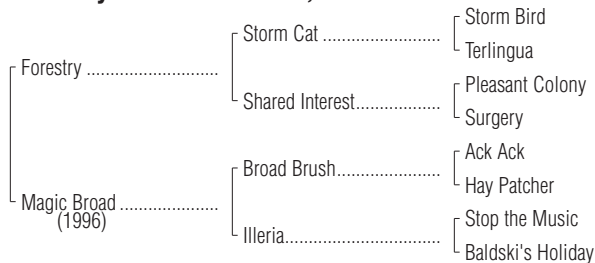 Storm Bird
Storm Cat ......................
Terlingua
Forestry .........................
Pleasant Colony
Shared Interest................
Surgery
Ack Ack
Broad Brush...................
Hay Patcher
Magic Broad ...................
(1996)
Stop the Music
Illeria.............................
Baldski's Holiday